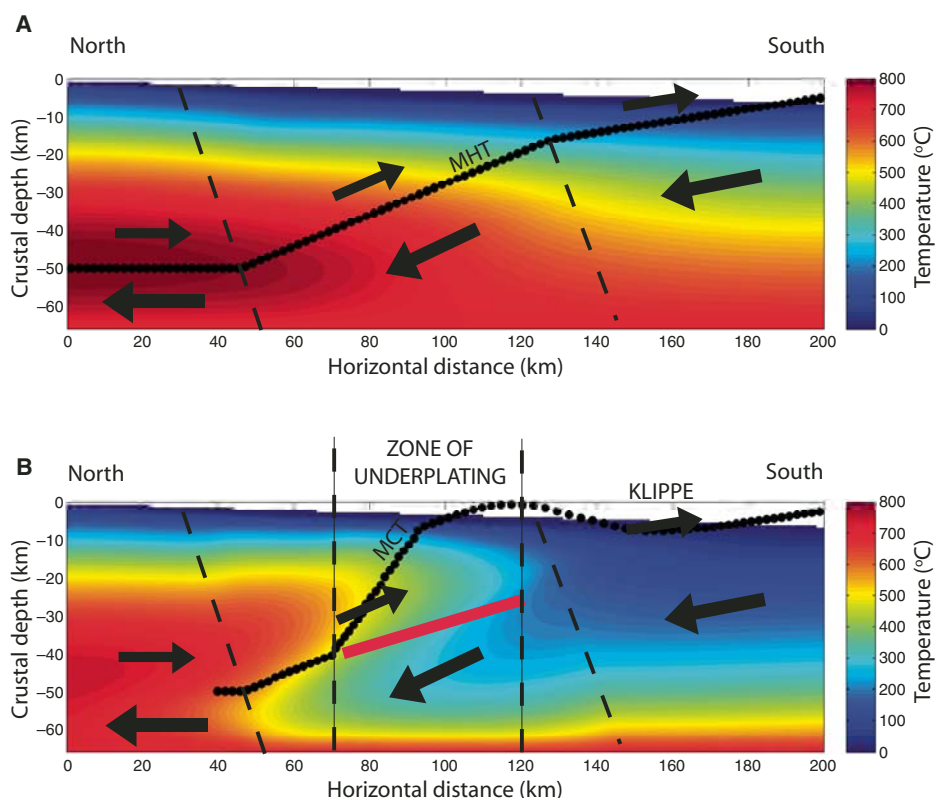 A
North
South
0
−10
−20
−30
−40
−50
−60
Crustal depth (km)
MHT
0 20 40 60 80 100 120 140 160 180 200
Horizontal distance (km)
800
700
600
500
400
300
200
100
0
Temperature (°C)
ZONE OF
UNDERPLATING
B
North
South
KLIPPE
0
−10
−20
−30
−40
−50
−60
Crustal depth (km)
MCT
0 20 40 60 80 100 120 140 160 180 200
Horizontal distance (km)
800
700
600
500
400
300
200
100
0
Temperature (°C)